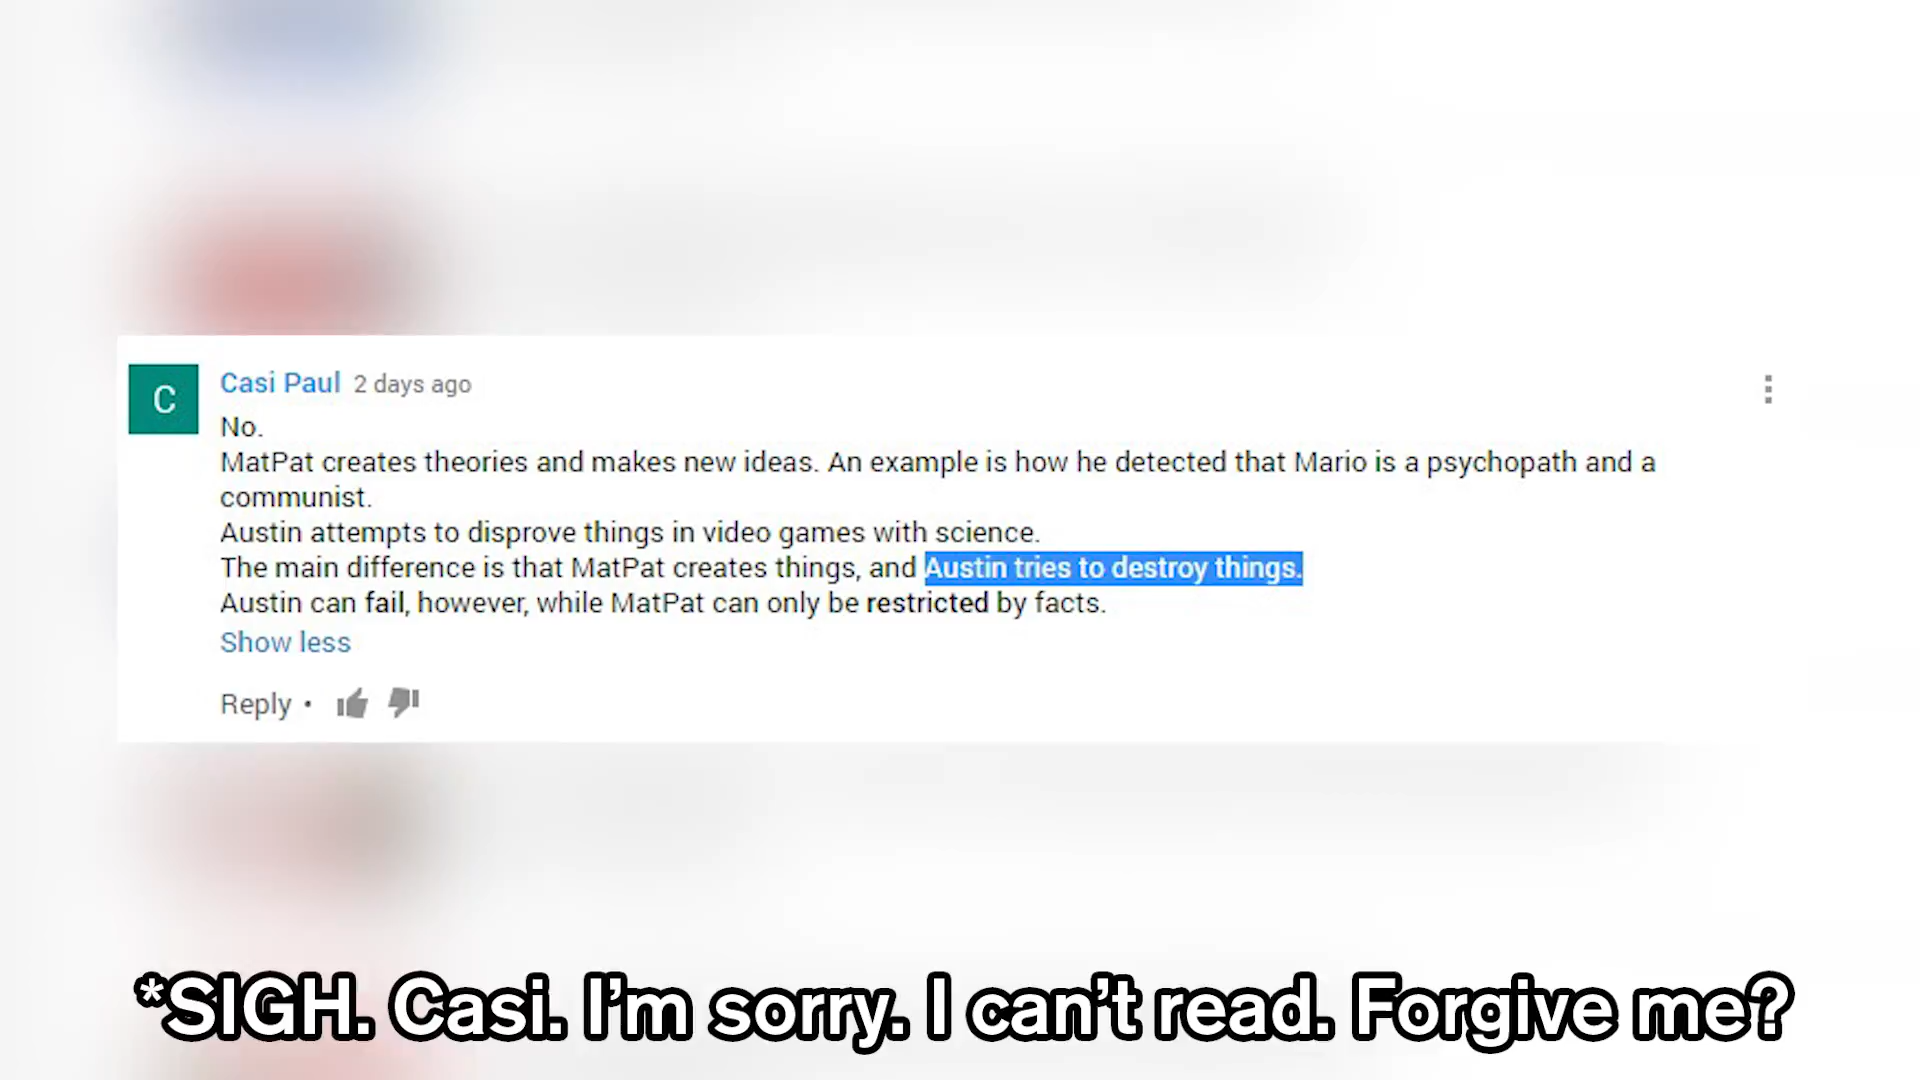 C
Casi Paul 2 days ago
No.
MatPat creates theories and makes new ideas. An example is how he detected that Mario is a psychopath and a
communist.
Austin attempts to disprove things in video games with science.
The main difference is that MatPat creates things, and Austin tries to destroy things.
Austin can fail, however, while MatPat can only be restricted by facts.
Show less
Reply •
*SIGH. Casi. I'm sorry. I can't read. Forgive me?